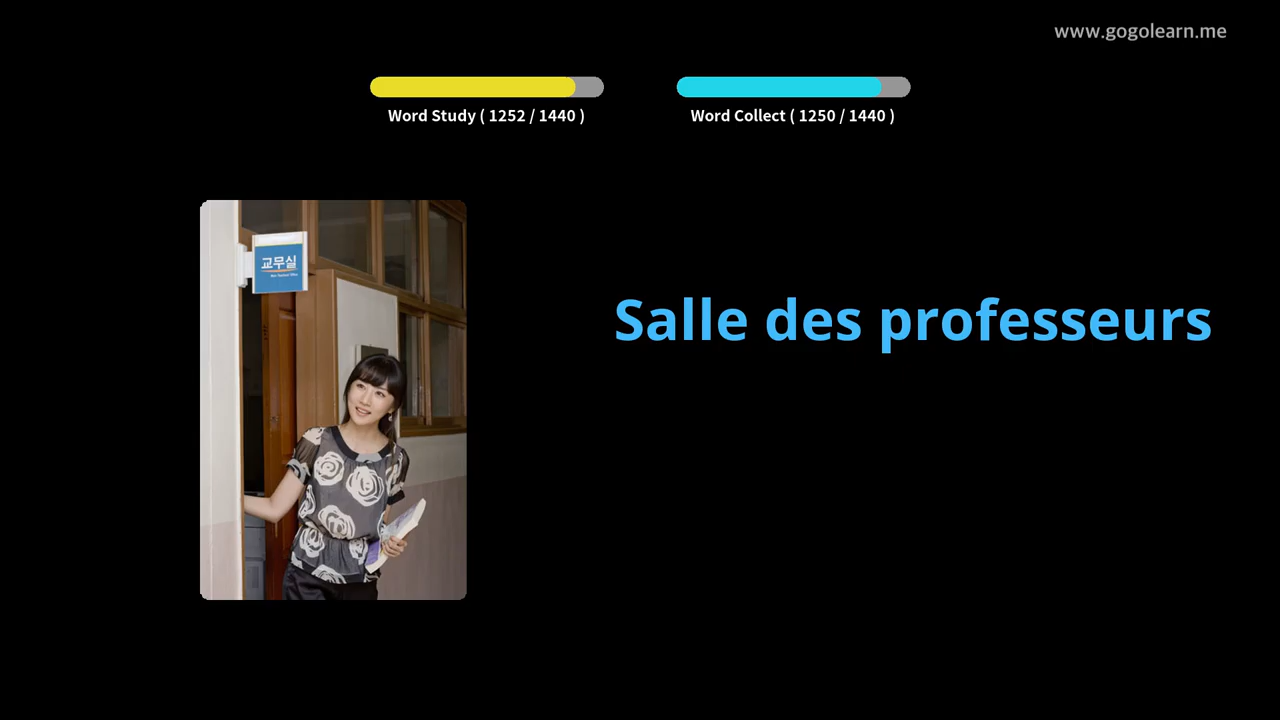 www.gogolearn.me
Word Study ( 1252 / 1440 )
Word Collect ( 1250 / 1440 )
교무실
Salle des professeurs